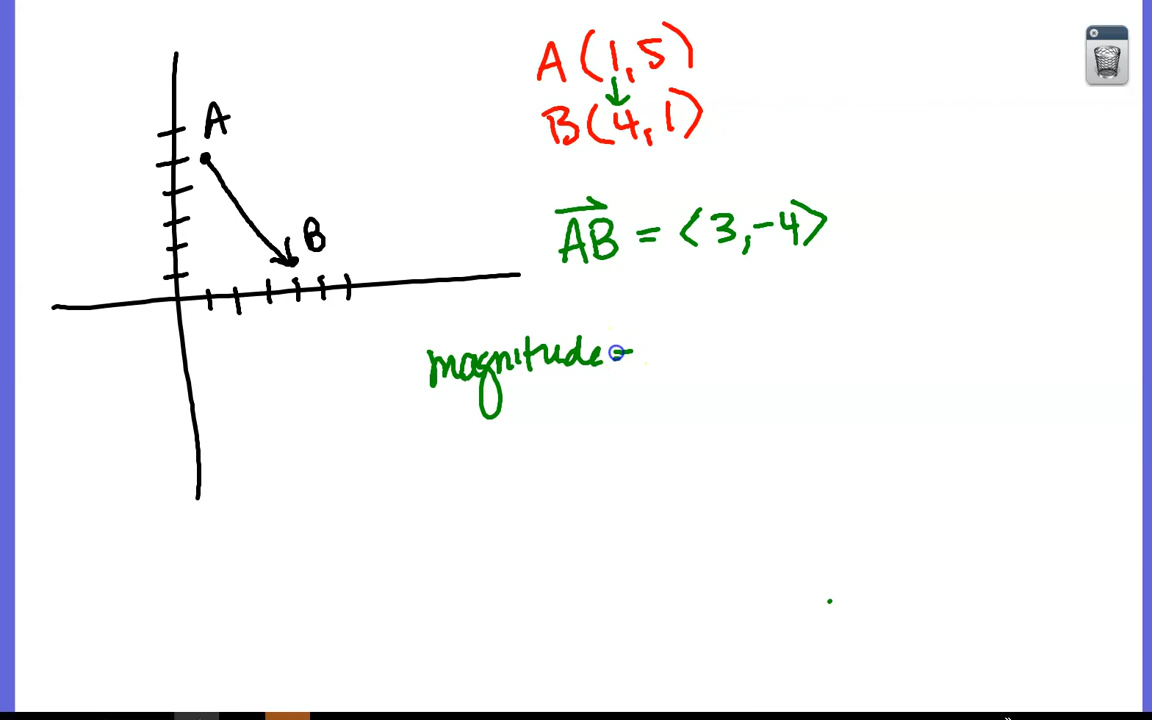 A (1,5)
B (4,1)
A
B
AB = <3,-4>
magnitude =